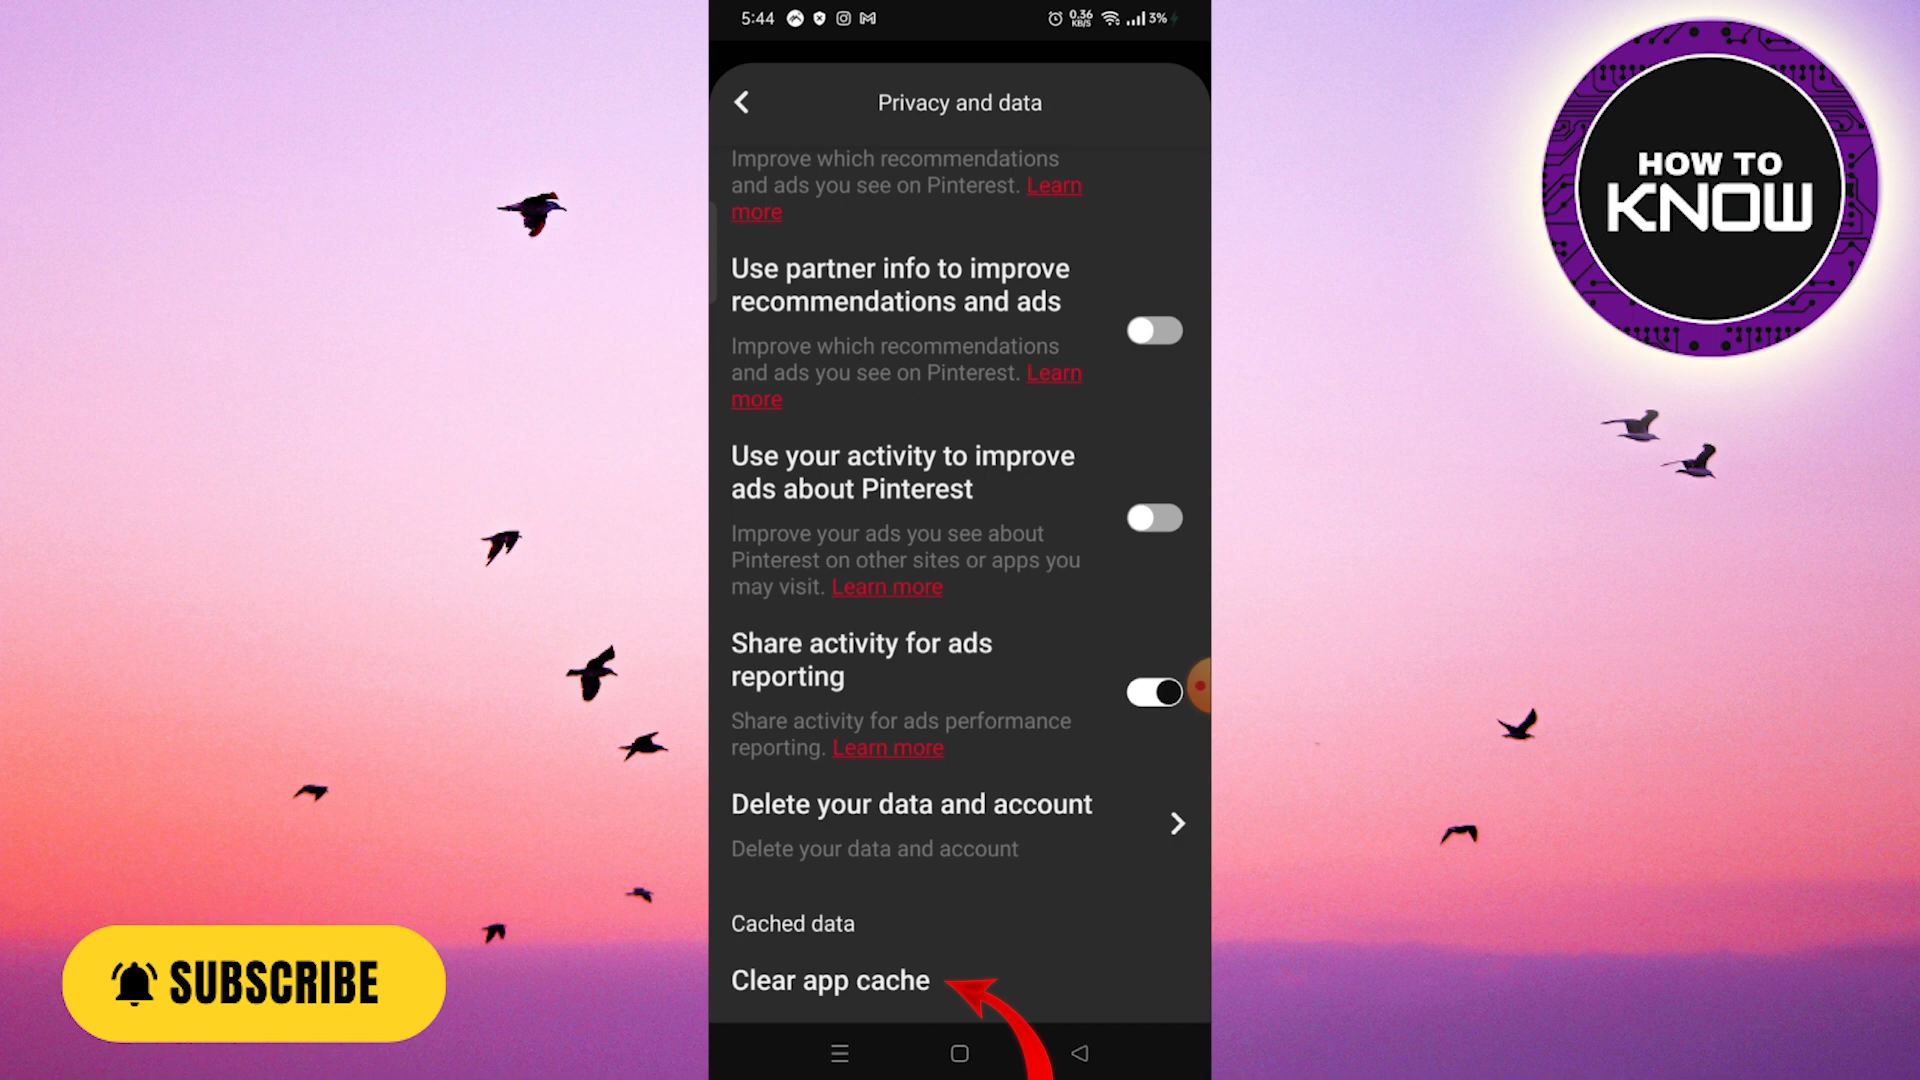 5:44
0.36
KB/S
3%
Privacy and data
Improve which recommendations
and ads you see on Pinterest. Learn
more
Use partner info to improve
recommendations and ads
Improve which recommendations
and ads you see on Pinterest. Learn
more
Use your activity to improve
ads about Pinterest
Improve your ads you see about
Pinterest on other sites or apps you
may visit. Learn more
Share activity for ads
reporting
Share activity for ads performance
reporting. Learn more
Delete your data and account
Delete your data and account
Cached data
Clear app cache
HOW TO
KNOW
SUBSCRIBE